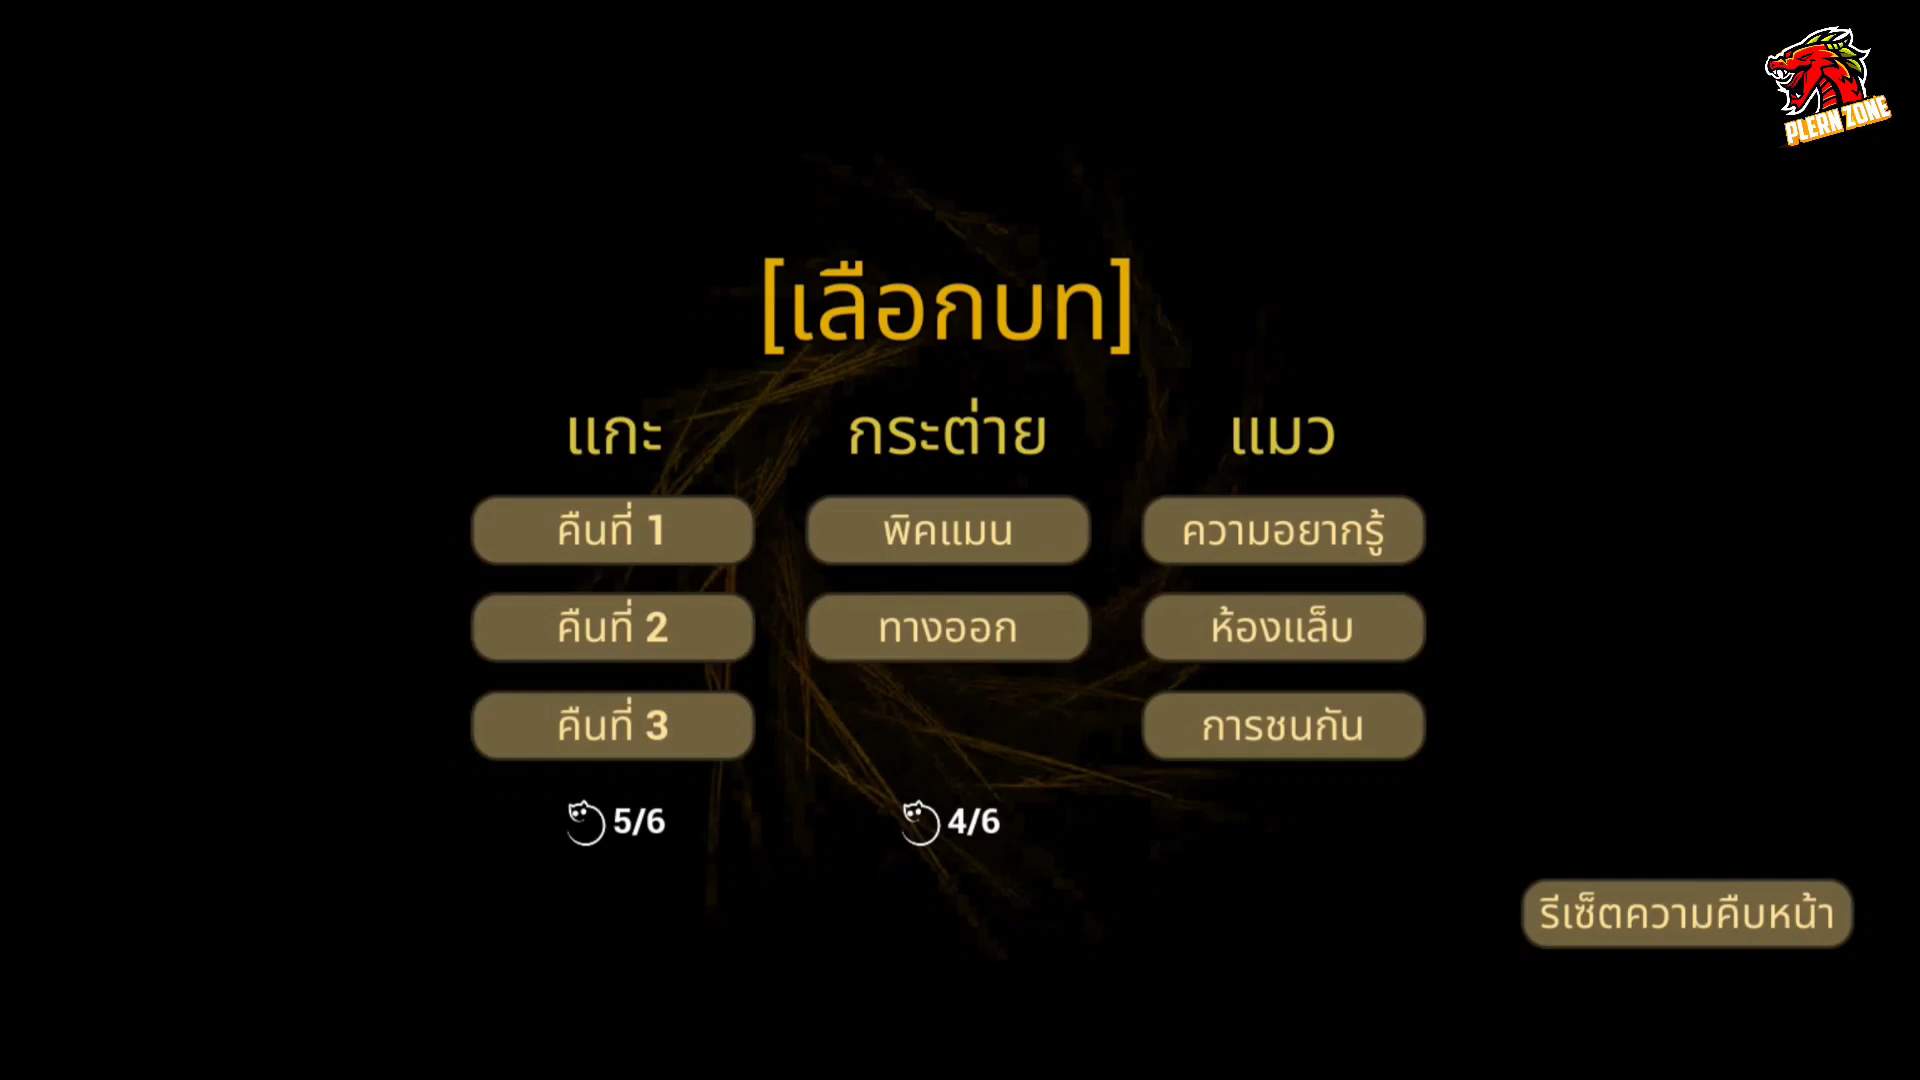 PLERN ZONE
[เลือกบท]
แกะ
กระต่าย
แมว
คืนที่ 1
พิคแมน
ความอยากรู้
คืนที่ 2
ทางออก
ห้องแล็บ
คืนที่ 3
การชนกัน
5/6
4/6
รีเซ็ตความคืบหน้า